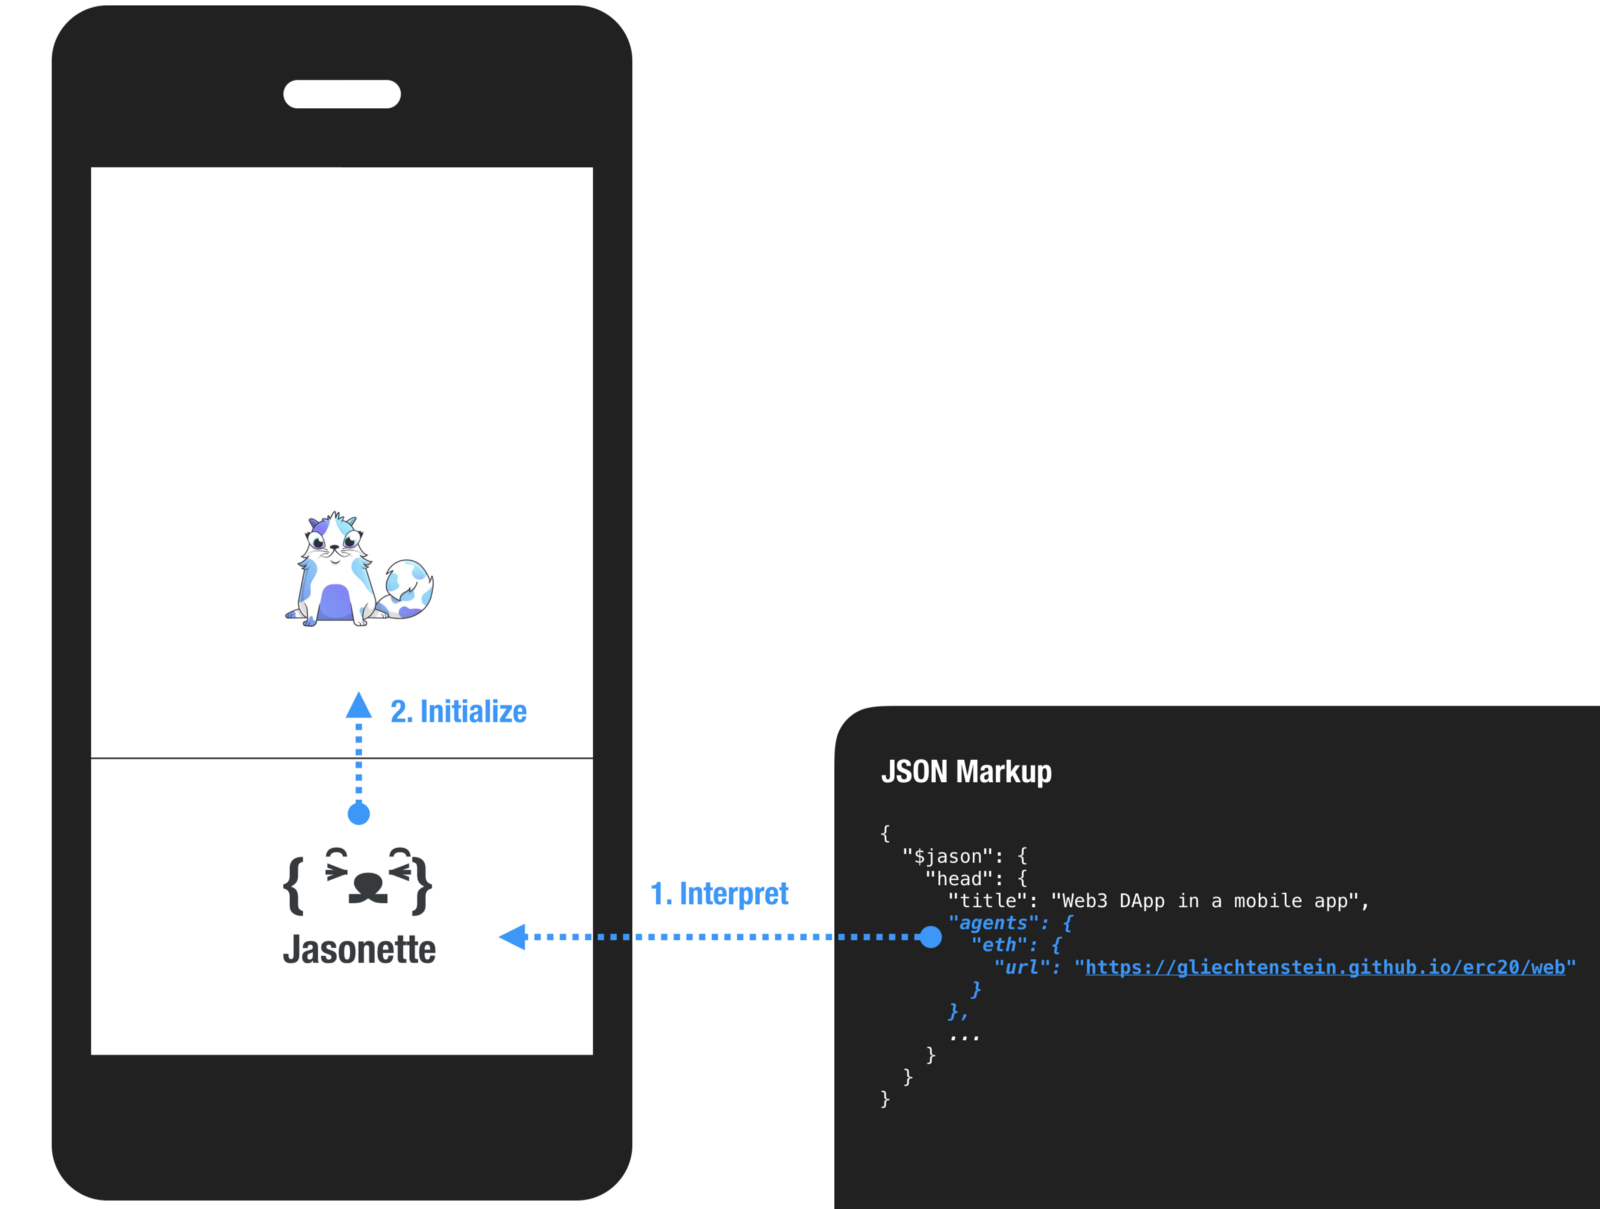 2. Initialize
Jasonette
1. Interpret
JSON Markup
{
"$jason": {
"head": {
"title": "Web3 DApp in a mobile app",
"agents": {
"eth": {
"url": "https://gliechtenstein.github.io/erc20/web"
}
},
...
}
}
}